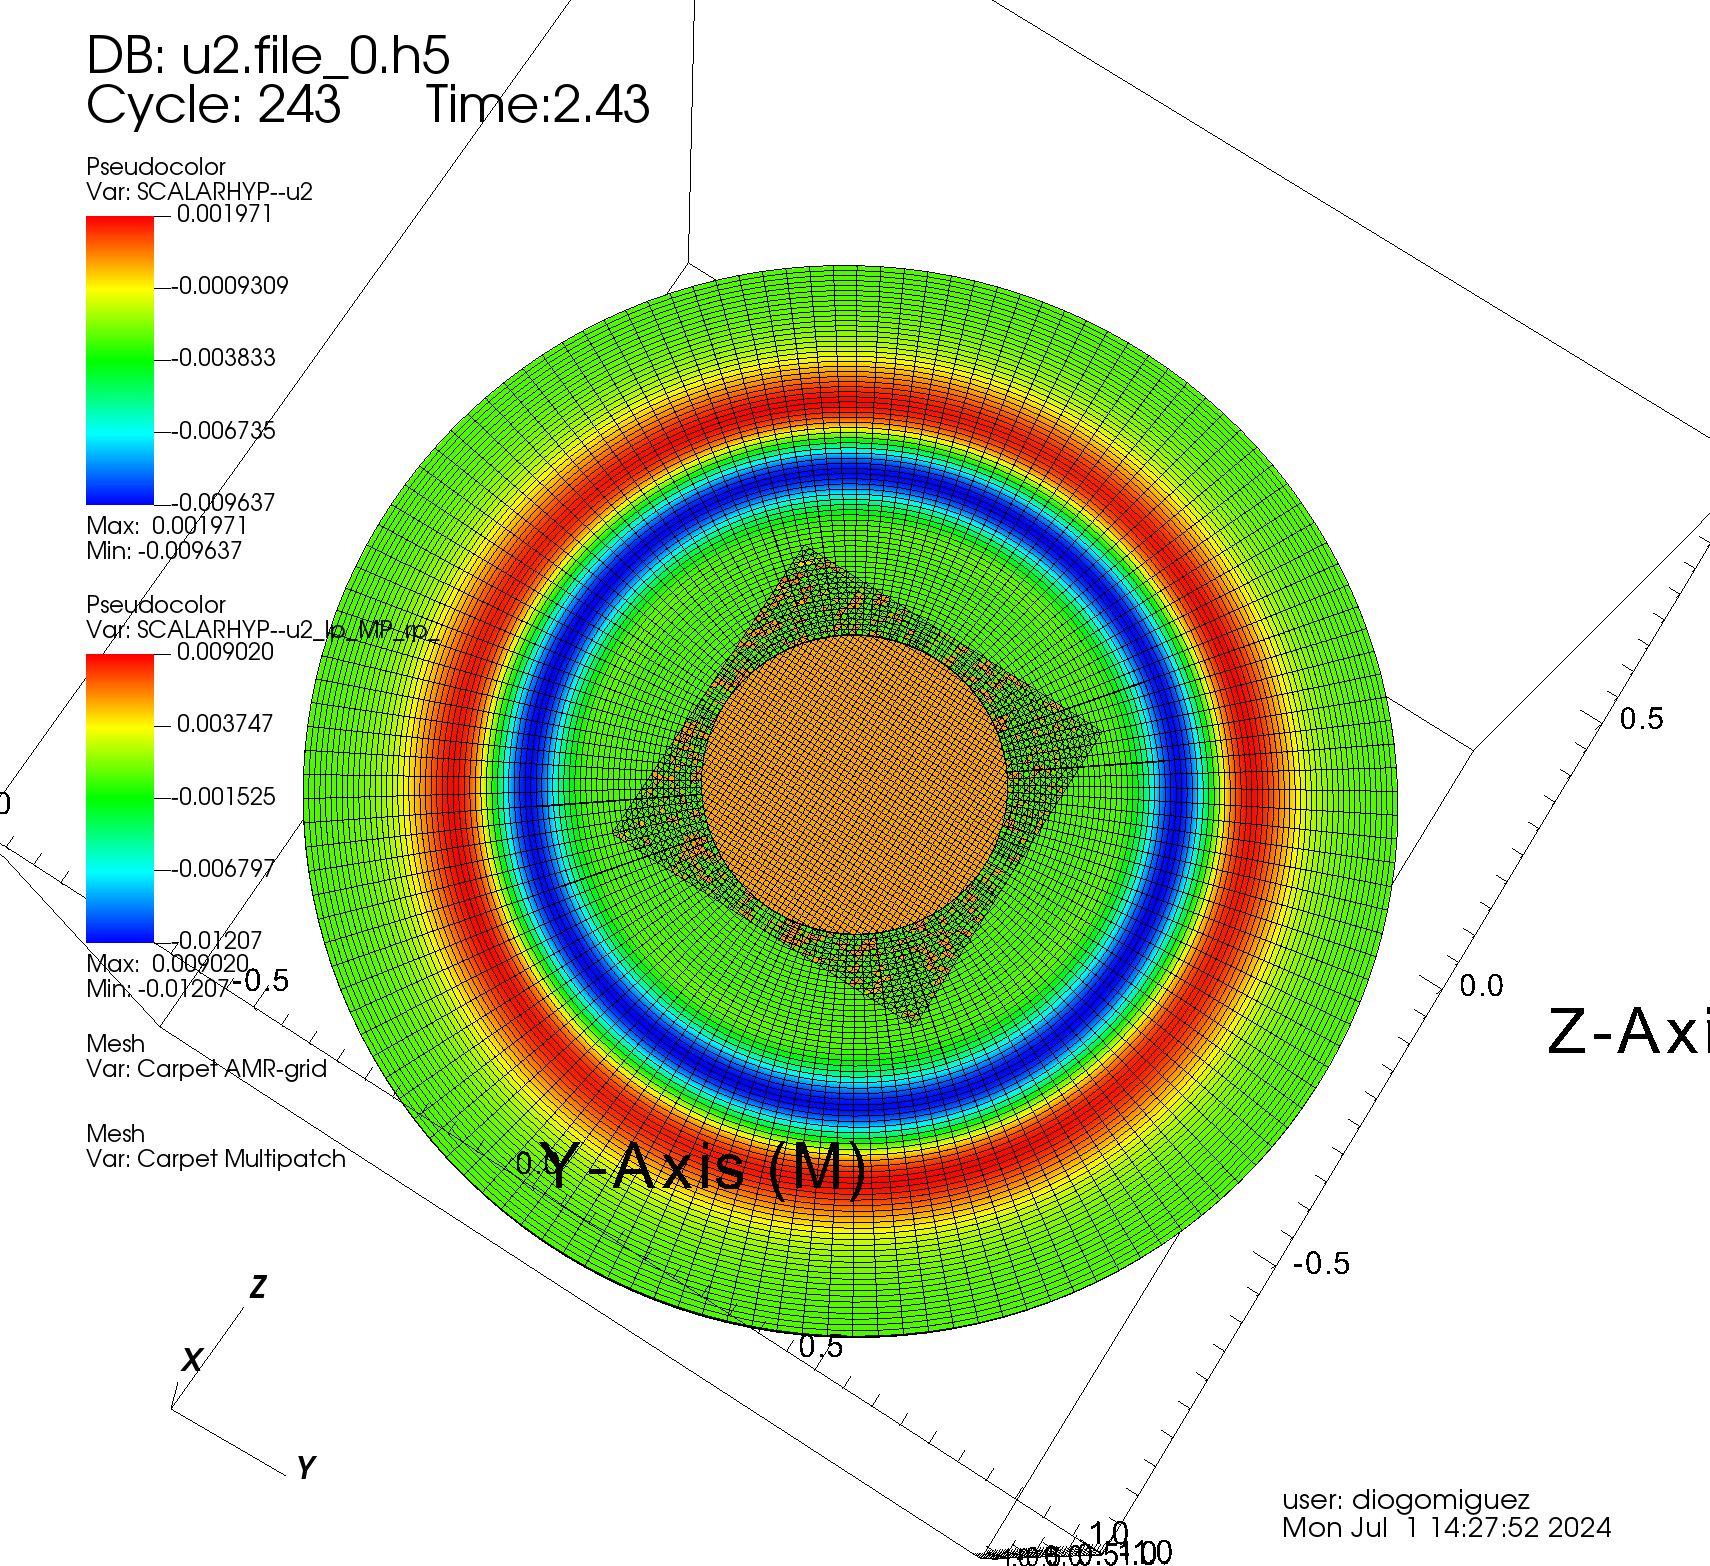 DB: u2.file_0.h5
Cycle: 243 Time:2.43
Pseudocolor
Var: SCALARHYP--u2
0.001971
-0.0009309
-0.003833
-0.006735
-0.009637
Max: 0.001971
Min: -0.009637
Pseudocolor
Var: SCALARHYP--u2_lp_MP_rp_
0.009020
0.003747
-0.001525
-0.006797
-0.01207
Max: 0.009020
Min: -0.01207
Mesh
Var: Carpet AMR-grid
Mesh
Var: Carpet Multipatch
0.5
0.0
-0.5
Z-Axi
-0.5
0.0
Y-Axis (M)
0.5
1.0
Z
X
Y
user: diogomiguez
Mon Jul 1 14:27:52 2024